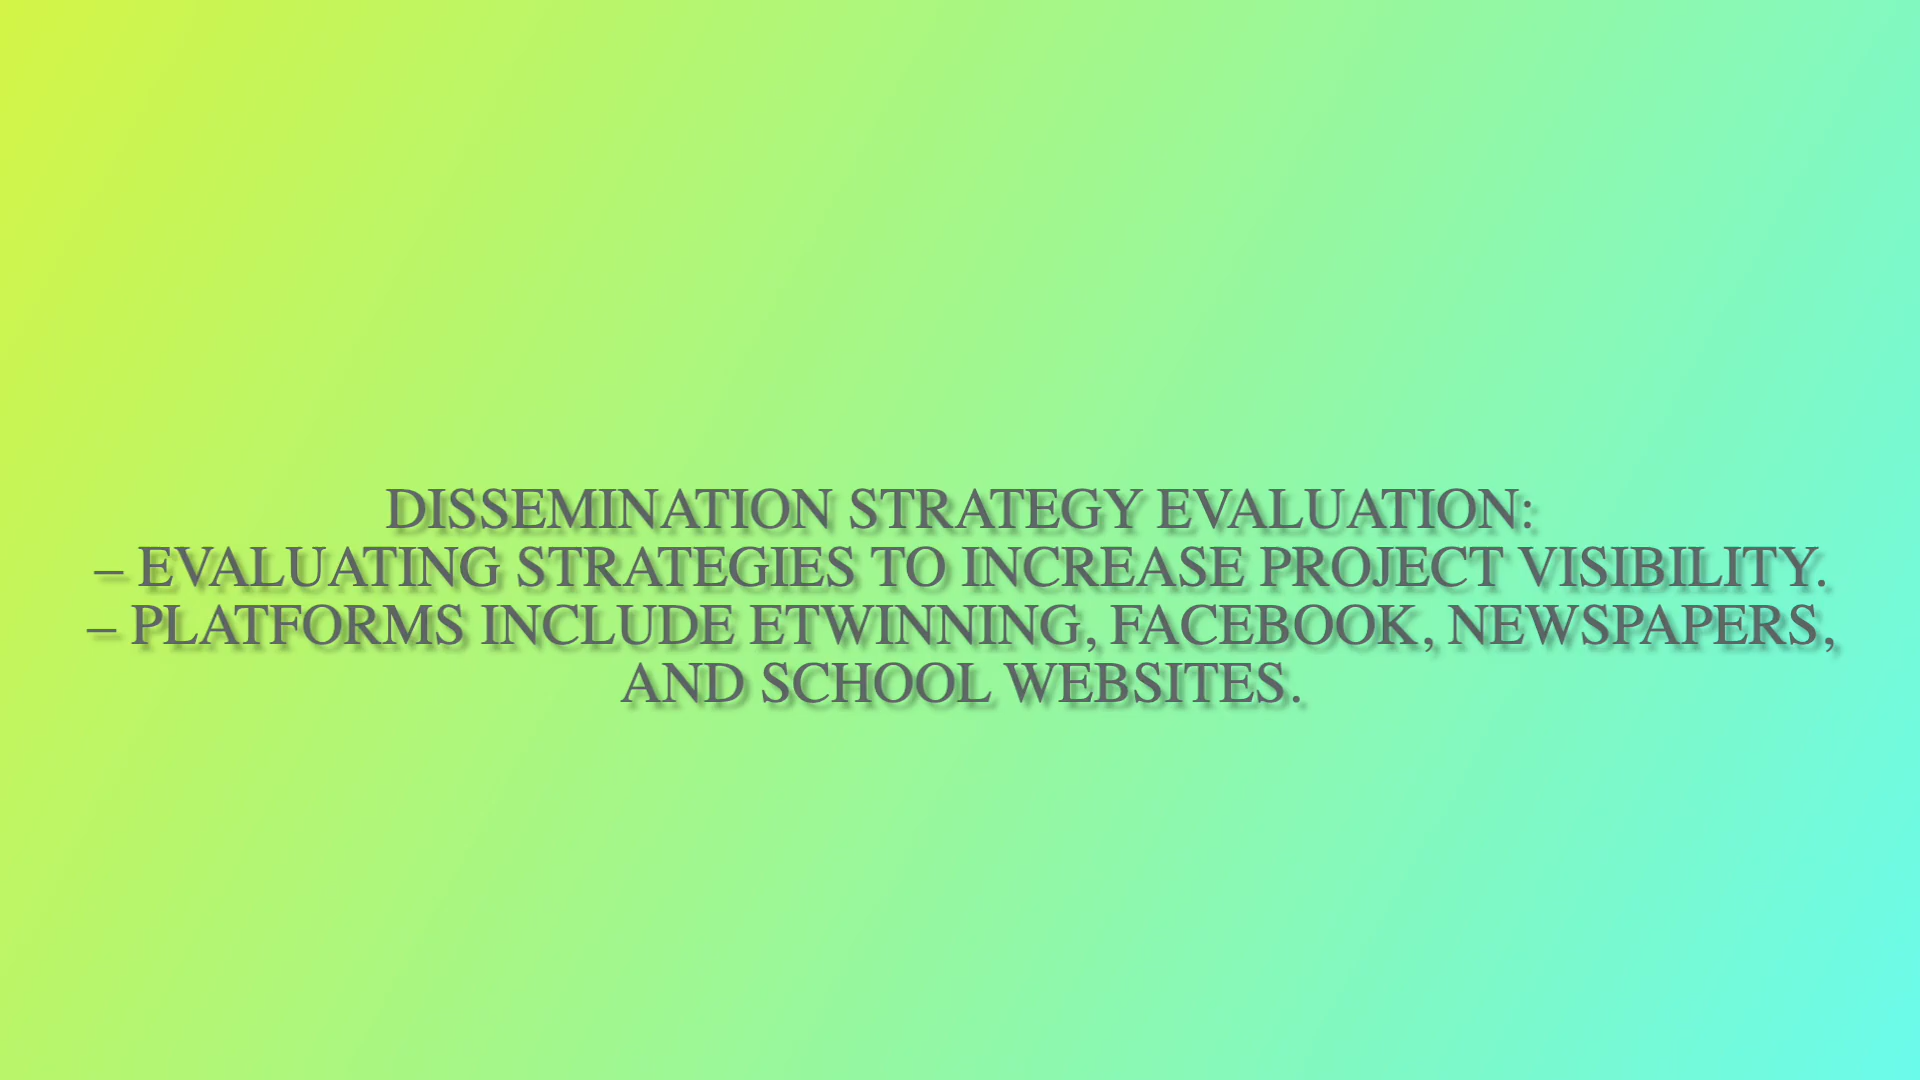 DISSEMINATION STRATEGY EVALUATION:
– EVALUATING STRATEGIES TO INCREASE PROJECT VISIBILITY.
– PLATFORMS INCLUDE ETWINNING, FACEBOOK, NEWSPAPERS,
AND SCHOOL WEBSITES.